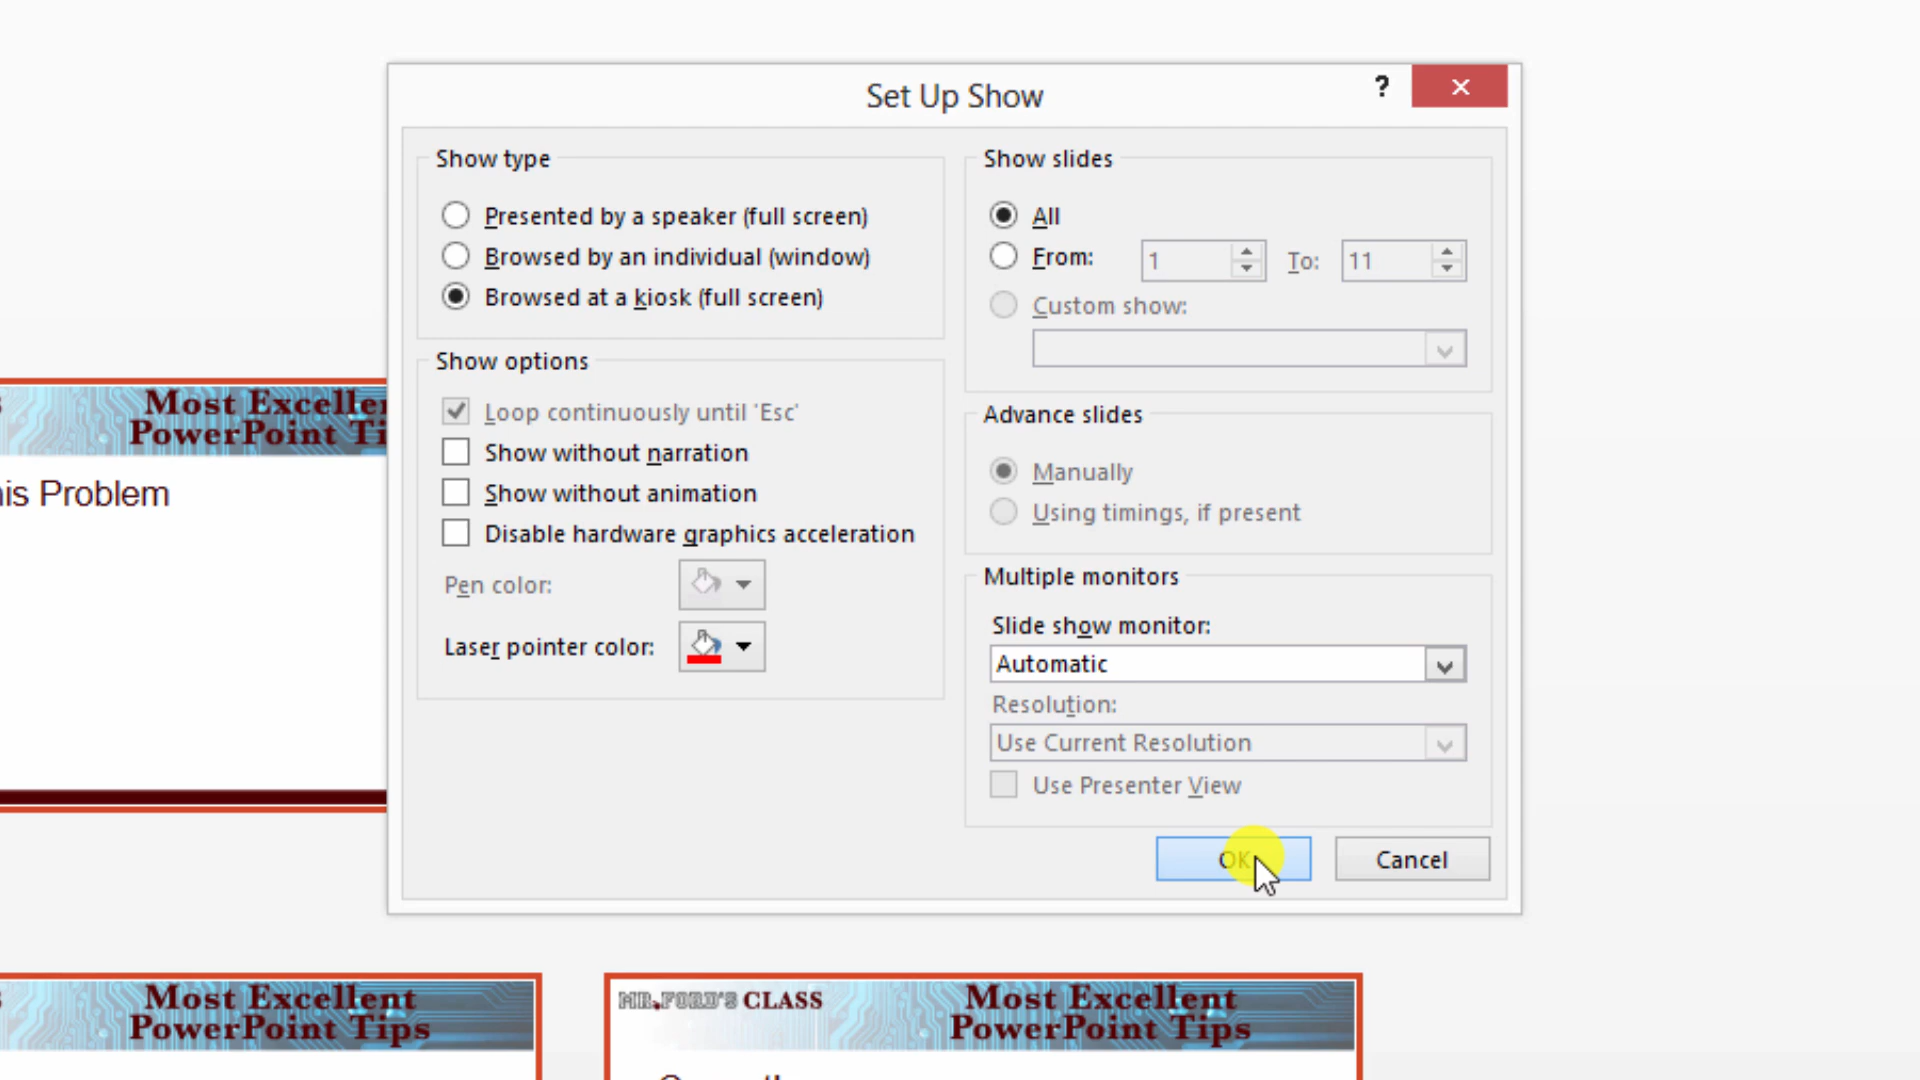 Set Up Show
?
Show type
Presented by a speaker (full screen)
Browsed by an individual (window)
Browsed at a kiosk (full screen)
Show options
Loop continuously until 'Esc'
Show without narration
Show without animation
Disable hardware graphics acceleration
Pen color:
Laser pointer color:
Show slides
All
From: 1 To: 11
Custom show:
Advance slides
Manually
Using timings, if present
Multiple monitors
Slide show monitor:
Automatic
Resolution:
Use Current Resolution
Use Presenter View
OK Cancel
Most
PowerPoint
Problem
Most Excellent
PowerPoint Tips
MR.FORD'S CLASS
Most Excellent
PowerPoint Tips